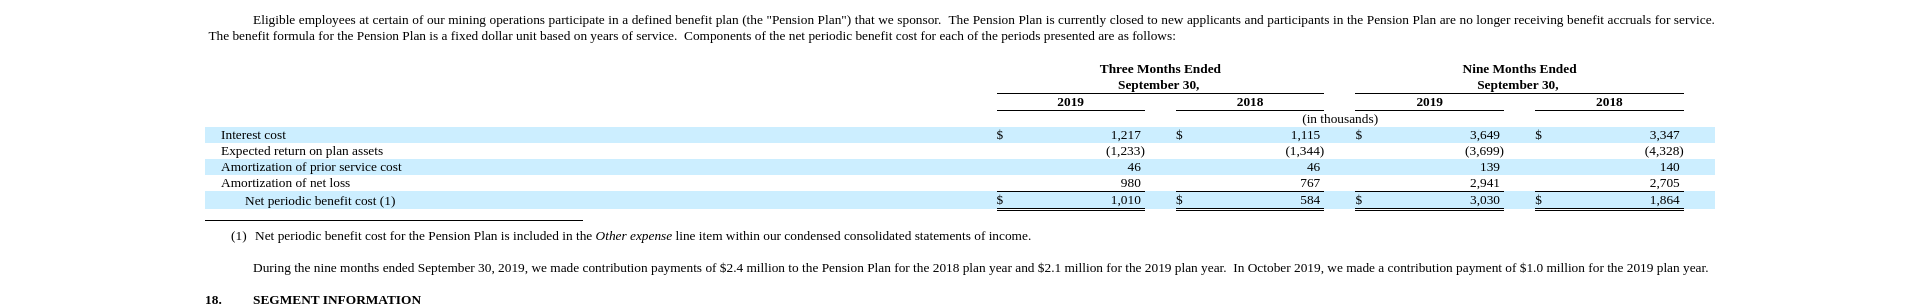 Eligible employees at certain of our mining operations participate in a defined benefit plan (the "Pension Plan") that we sponsor.  The Pension Plan is currently closed to new applicants and participants in the Pension Plan are no longer receiving benefit accruals for service.
The benefit formula for the Pension Plan is a fixed dollar unit based on years of service.  Components of the net periodic benefit cost for each of the periods presented are as follows:
Three Months Ended Nine Months Ended
September 30, September 30,
2019 2018 2019 2018
(in thousands)
Interest cost $ 1,217 $ 1,115 $ 3,649 $ 3,347
Expected return on plan assets (1,233) (1,344) (3,699) (4,328)
Amortization of prior service cost 46 46 139 140
Amortization of net loss 980 767 2,941 2,705
Net periodic benefit cost (1) $ 1,010 $ 584 $ 3,030 $ 1,864
(1) Net periodic benefit cost for the Pension Plan is included in the Other expense line item within our condensed consolidated statements of income.
During the nine months ended September 30, 2019, we made contribution payments of $2.4 million to the Pension Plan for the 2018 plan year and $2.1 million for the 2019 plan year.  In October 2019, we made a contribution payment of $1.0 million for the 2019 plan year.
18. SEGMENT INFORMATION